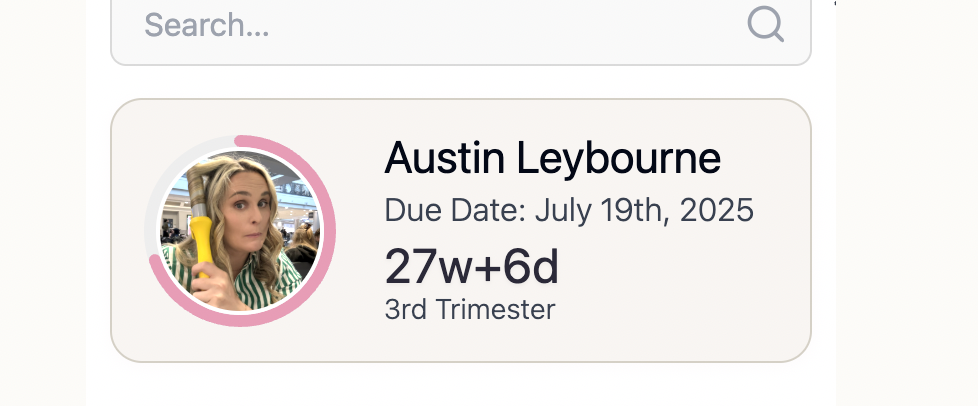 Search...
Austin Leybourne
Due Date: July 19th, 2025
27w+6d
3rd Trimester